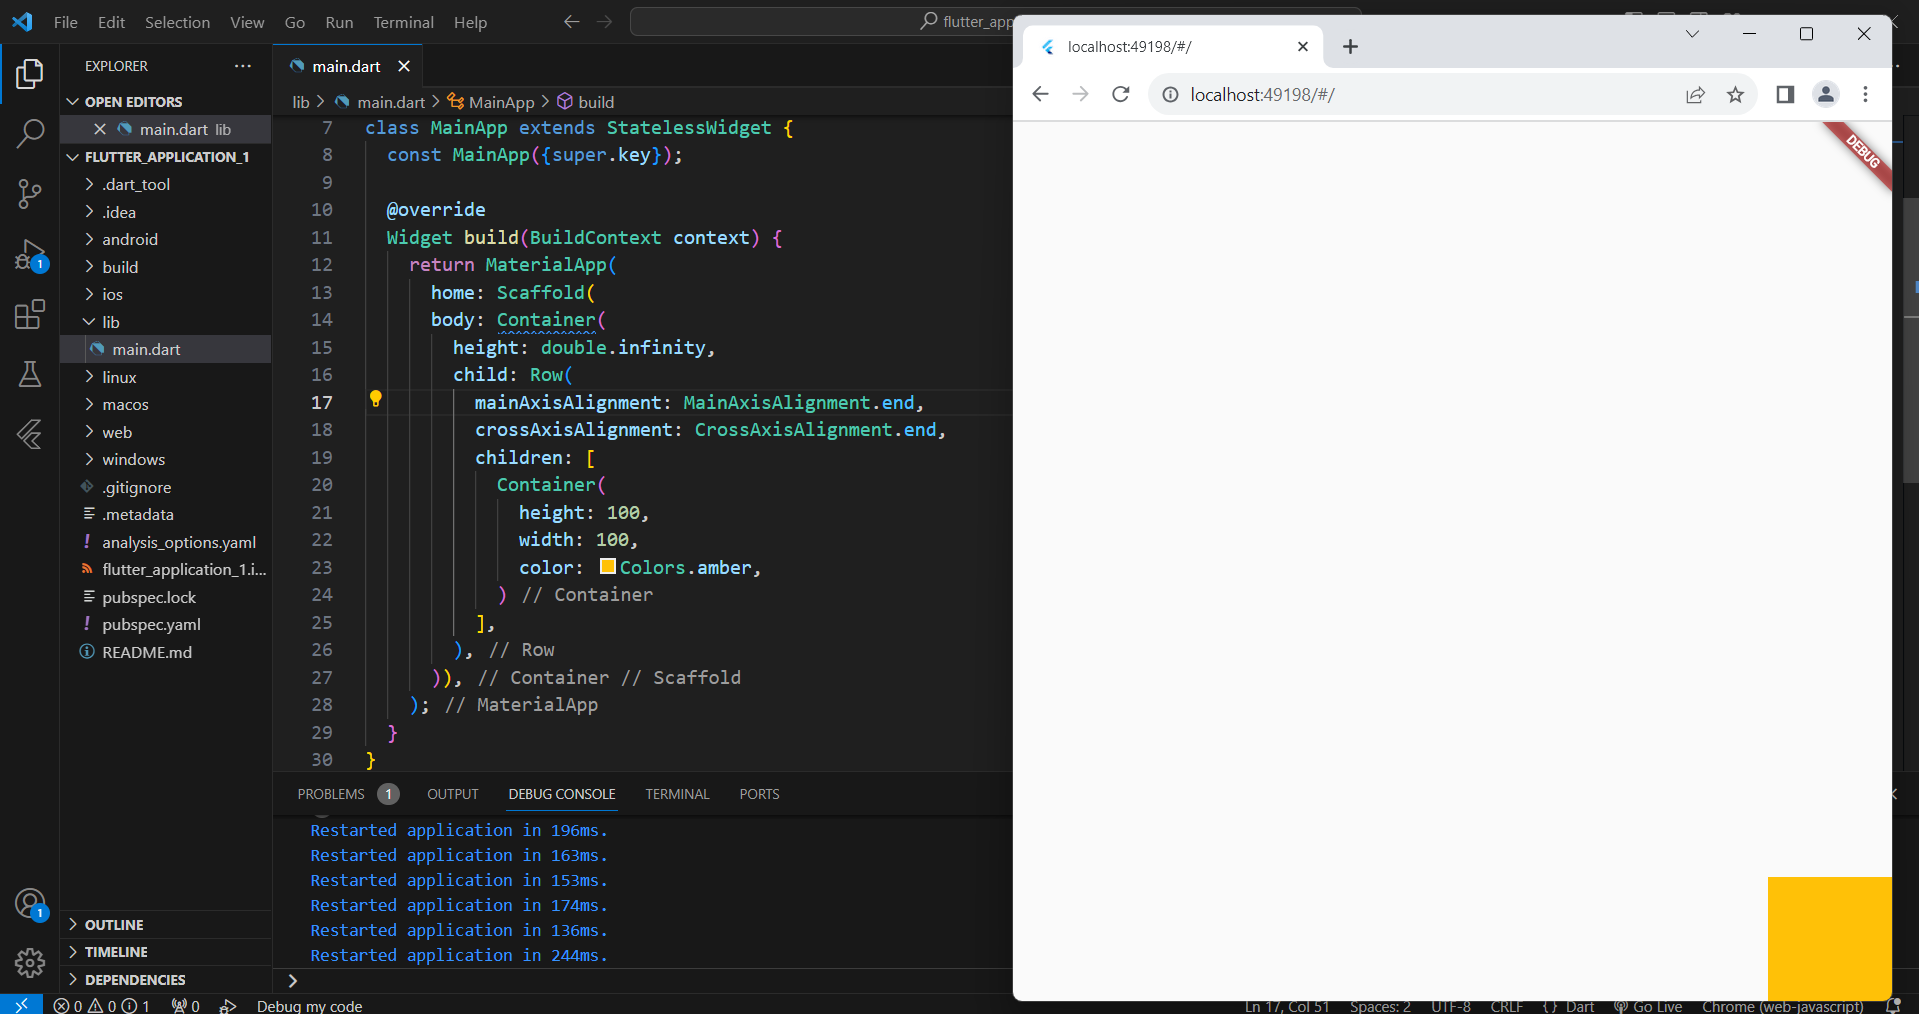 File Edit Selection View Go Run Terminal Help
flutter_app
EXPLORER
OPEN EDITORS
main.dart lib
FLUTTER_APPLICATION_1
.dart_tool
.idea
android
build
ios
lib
main.dart
linux
macos
web
windows
.gitignore
.metadata
analysis_options.yaml
flutter_application_1.i...
pubspec.lock
pubspec.yaml
README.md
OUTLINE
TIMELINE
DEPENDENCIES
1
1
main.dart
lib > main.dart > MainApp > build
7 class MainApp extends StatelessWidget {
8 const MainApp({super.key});
9
10 @override
11 Widget build(BuildContext context) {
12 return MaterialApp(
13 home: Scaffold(
14 body: Container(
15 height: double.infinity,
16 child: Row(
17 mainAxisAlignment: MainAxisAlignment.end,
18 crossAxisAlignment: CrossAxisAlignment.end,
19 children: [
20 Container(
21 height: 100,
22 width: 100,
23 color: Colors.amber,
24 ) // Container
25 ],
26 ), // Row
27 )), // Container // Scaffold
28 ); // MaterialApp
29 }
30 }
PROBLEMS 1 OUTPUT DEBUG CONSOLE TERMINAL PORTS
Restarted application in 196ms.
Restarted application in 163ms.
Restarted application in 153ms.
Restarted application in 174ms.
Restarted application in 136ms.
Restarted application in 244ms.
>
localhost:49198/#/
localhost:49198/#/
DEBUG
0 0 1 0 Debug my code Ln 17, Col 51 Spaces: 2 UTF-8 CRLF {} Dart Go Live Chrome (web-javascript)